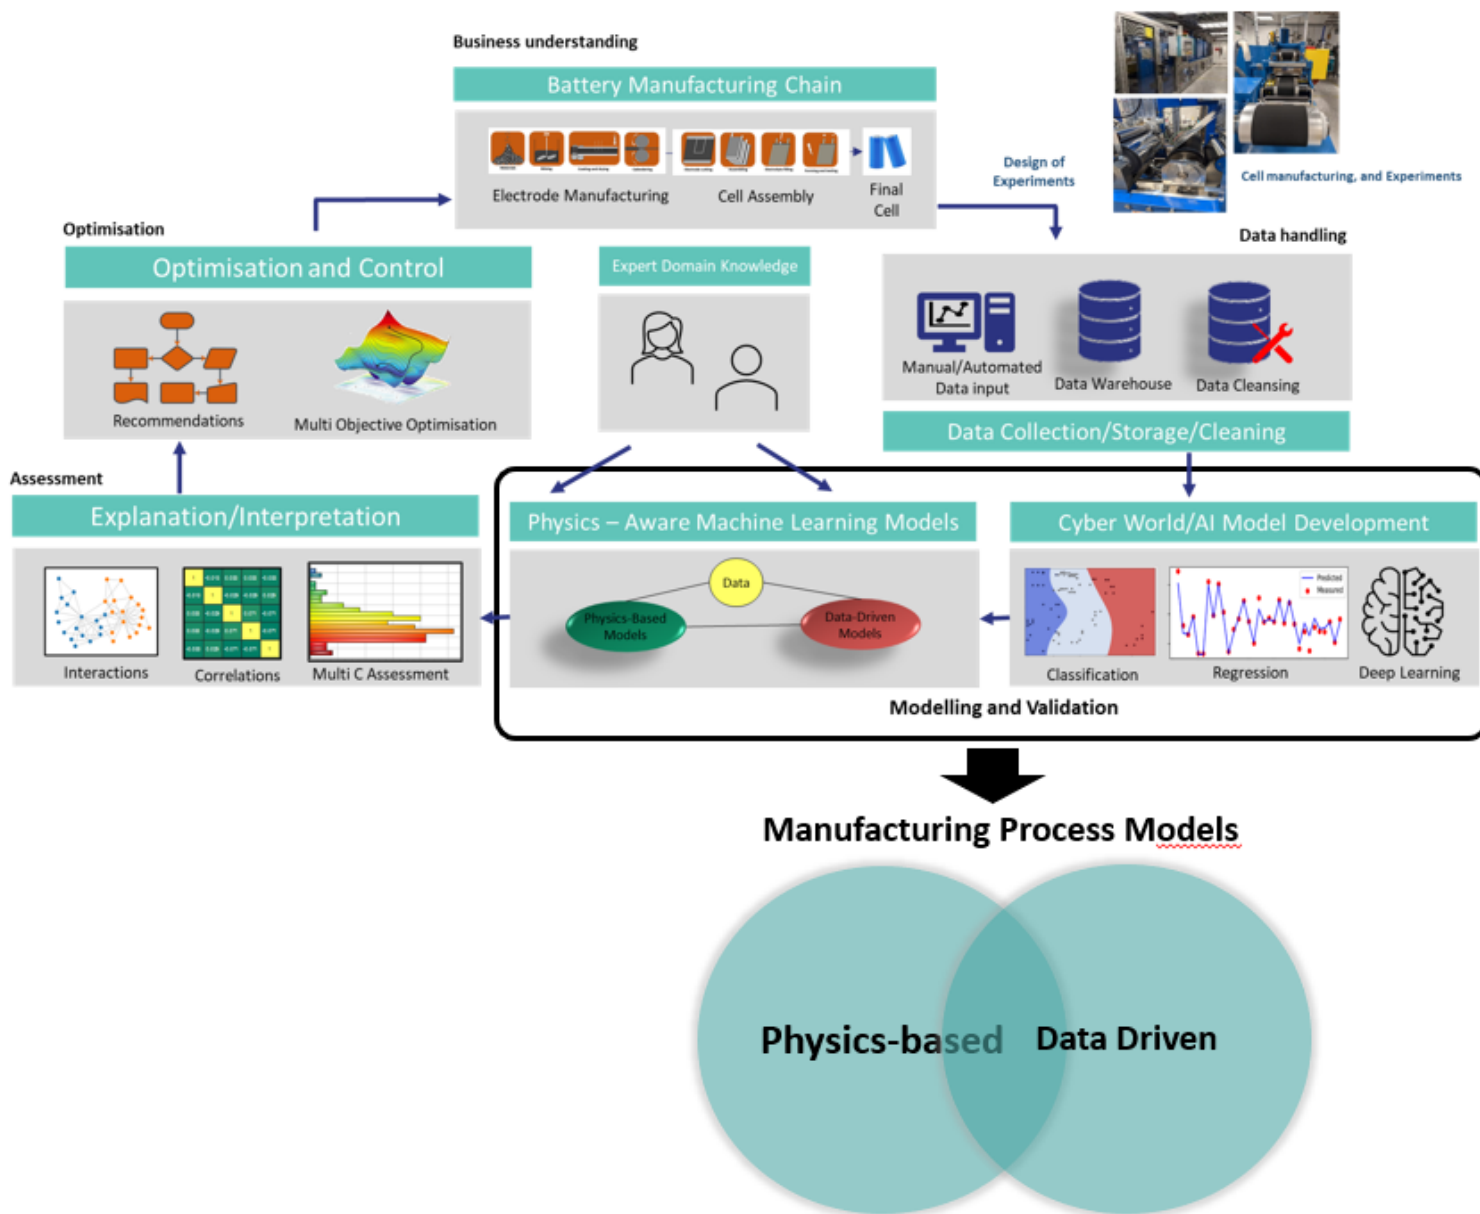 Business understanding
Battery Manufacturing Chain
Electrode Manufacturing
Cell Assembly
Final
Cell
Design of
Experiments
Cell manufacturing, and Experiments
Optimisation
Optimisation and Control
Recommendations
Multi Objective Optimisation
Expert Domain Knowledge
Data handling
Manual/Automated
Data input
Data Warehouse
Data Cleansing
Data Collection/Storage/Cleaning
Assessment
Explanation/Interpretation
Interactions
Correlations
Multi C Assessment
Physics – Aware Machine Learning Models
Data
Physics-Based
Models
Data-Driven
Models
Cyber World/AI Model Development
Predicted
Measured
Classification
Regression
Deep Learning
Modelling and Validation
Manufacturing Process Models
Physics-based
Data Driven